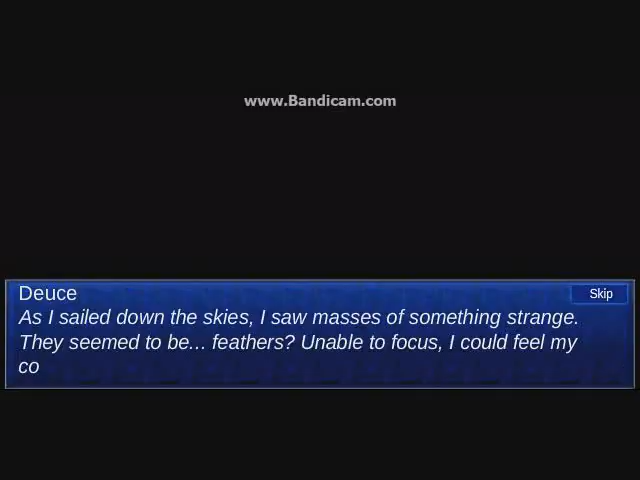 www.Bandicam.com
Deuce
Skip
As I sailed down the skies, I saw masses of something strange.
They seemed to be... feathers? Unable to focus, I could feel my
co